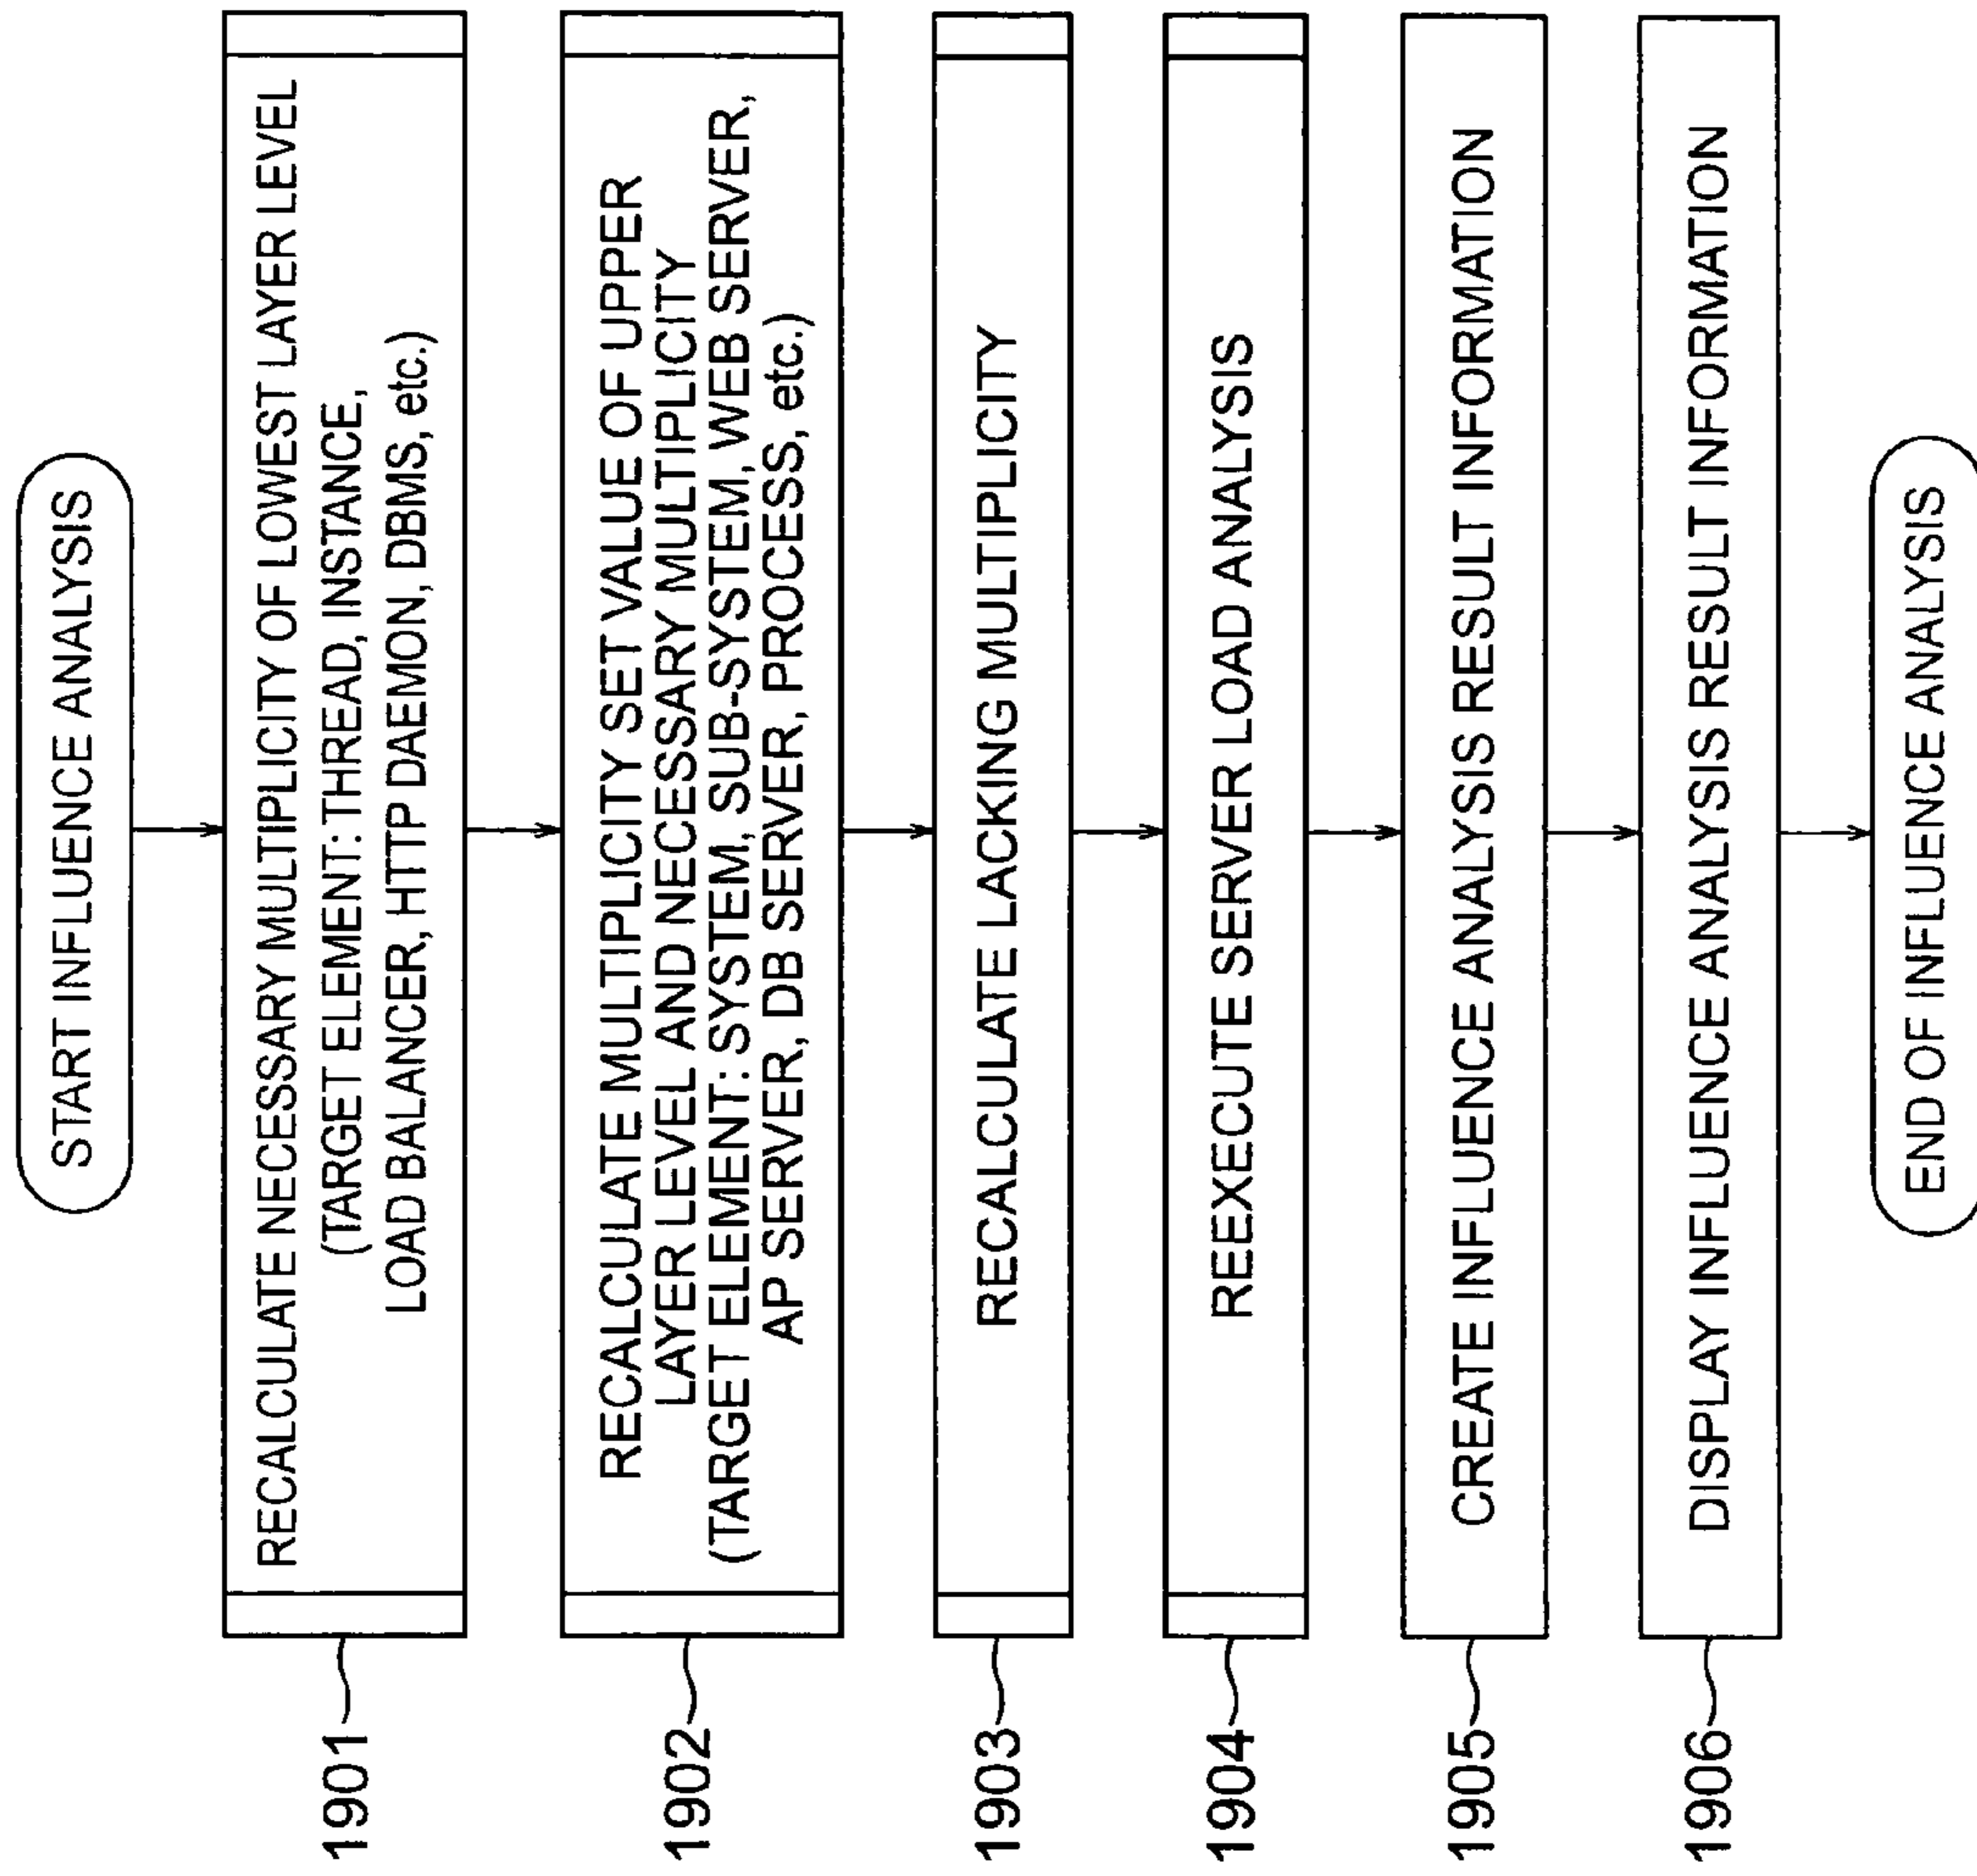 START INFLUENCE ANALYSIS
1901
RECALCULATE NECESSARY MULTIPLICITY OF LOWEST LAYER LEVEL
(TARGET ELEMENT: THREAD, INSTANCE,
LOAD BALANCER, HTTP DAEMON, DBMS, etc.)
1902
RECALCULATE MULTIPLICITY SET VALUE OF UPPER
LAYER LEVEL AND NECESSARY MULTIPLICITY
(TARGET ELEMENT: SYSTEM, SUB-SYSTEM, WEB SERVER,
AP SERVER, DB SERVER, PROCESS, etc.)
1903
RECALCULATE LACKING MULTIPLICITY
1904
REEXECUTE SERVER LOAD ANALYSIS
1905
CREATE INFLUENCE ANALYSIS RESULT INFORMATION
1906
DISPLAY INFLUENCE ANALYSIS RESULT INFORMATION
END OF INFLUENCE ANALYSIS